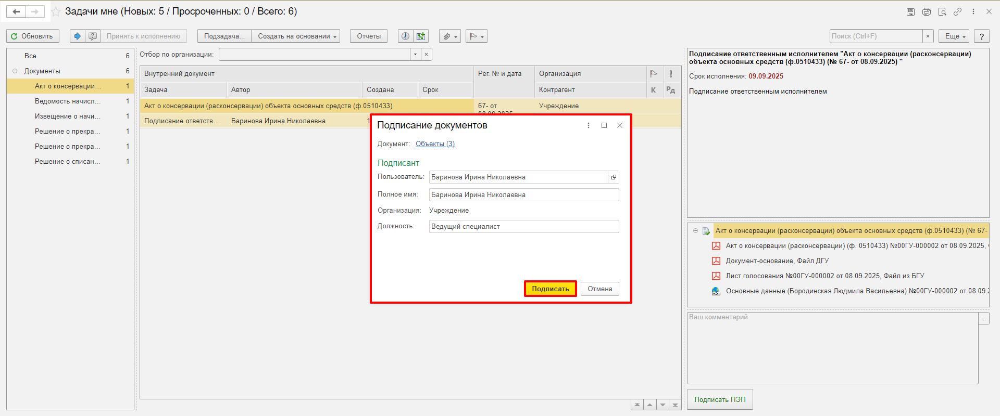 Задачи мне (Новых: 5 / Просроченных: 0 / Всего: 6)
Обновить
Принять к исполнению
Подзадача...
Создать на основании
Отчеты
Поиск (Ctrl+F)
×
Еще
?
Все 6
Документы 6
Акт о консервации... 1
Ведомость начисл... 1
Извещение о начи... 1
Решение о прекра... 1
Решение о прекра... 1
Решение о списан... 1
Отбор по организации:
×
Внутренний документ
Рег. № и дата
Организация
!
Задача
Автор
Создана
Срок
Контрагент
К
Рд
Акт о консервации (расконсервации) объекта основных средств (ф.0510433)
67- от
08.09.2025
Учреждение
Подписание ответств...
Баринова Ирина Николаевна
1
Подписание документов
Документ: Объекты (3)
Подписант
Пользователь: Баринова Ирина Николаевна
Полное имя: Баринова Ирина Николаевна
Организация: Учреждение
Должность: Ведущий специалист
Подписать
Отмена
Подписание ответственным исполнителем "Акт о консервации (расконсервации)
объекта основных средств (ф.0510433) (№ 67- от 08.09.2025) "
Срок исполнения: 09.09.2025
Подписание ответственным исполнителем
Акт о консервации (расконсервации) объекта основных средств (ф.0510433) (№ 67-
Акт о консервации (расконсервации) (ф. 0510433) №00ГУ-000002 от 08.09.2025,
Документ-основание, Файл ДГУ
Лист голосования №00ГУ-000002 от 08.09.2025, Файл из БГУ
Основные данные (Бородинская Людмила Васильевна) №00ГУ-000002 от 08.09.2
Ваш комментарий
...
Подписать ПЭП